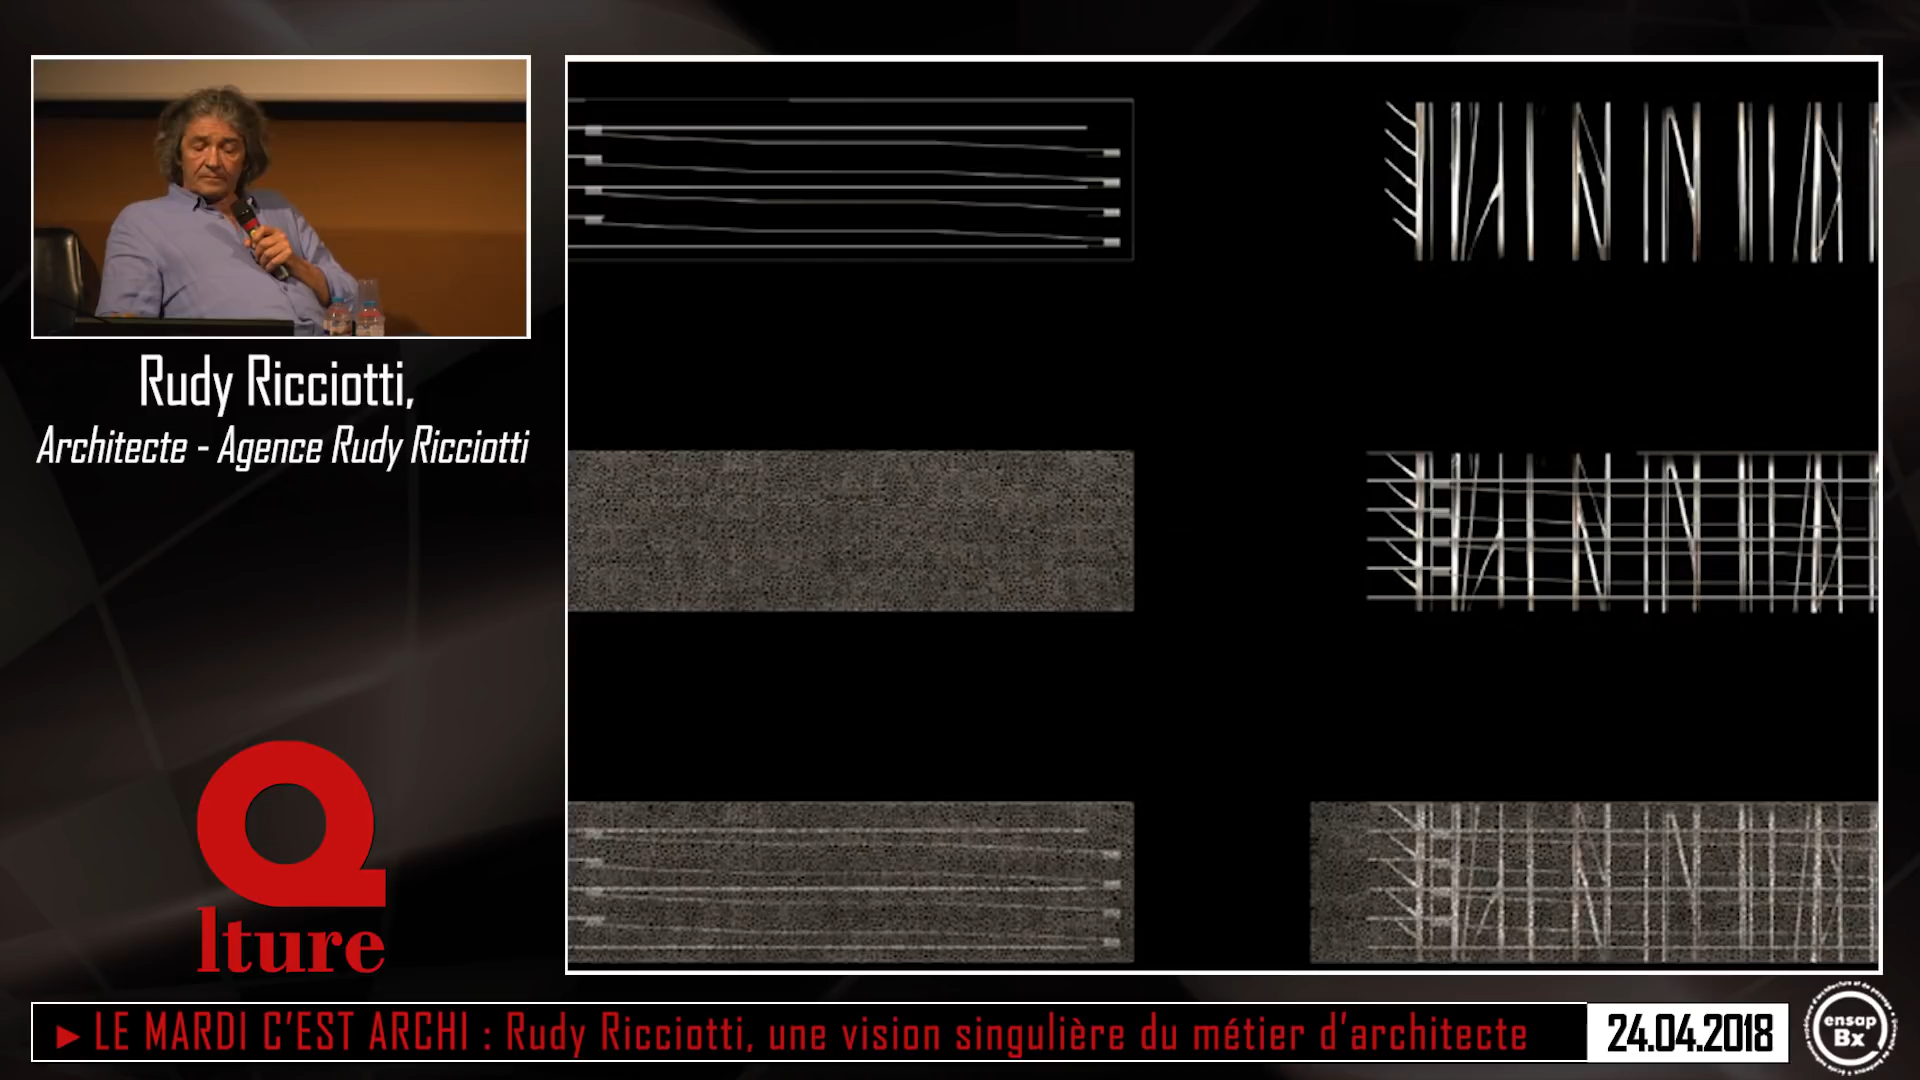 Rudy Ricciotti,
Architecte - Agence Rudy Ricciotti
Q
lture
► LE MARDI C'EST ARCHI : Rudy Ricciotti, une vision singulière du métier d'architecte
24.04.2018
ensap
Bx